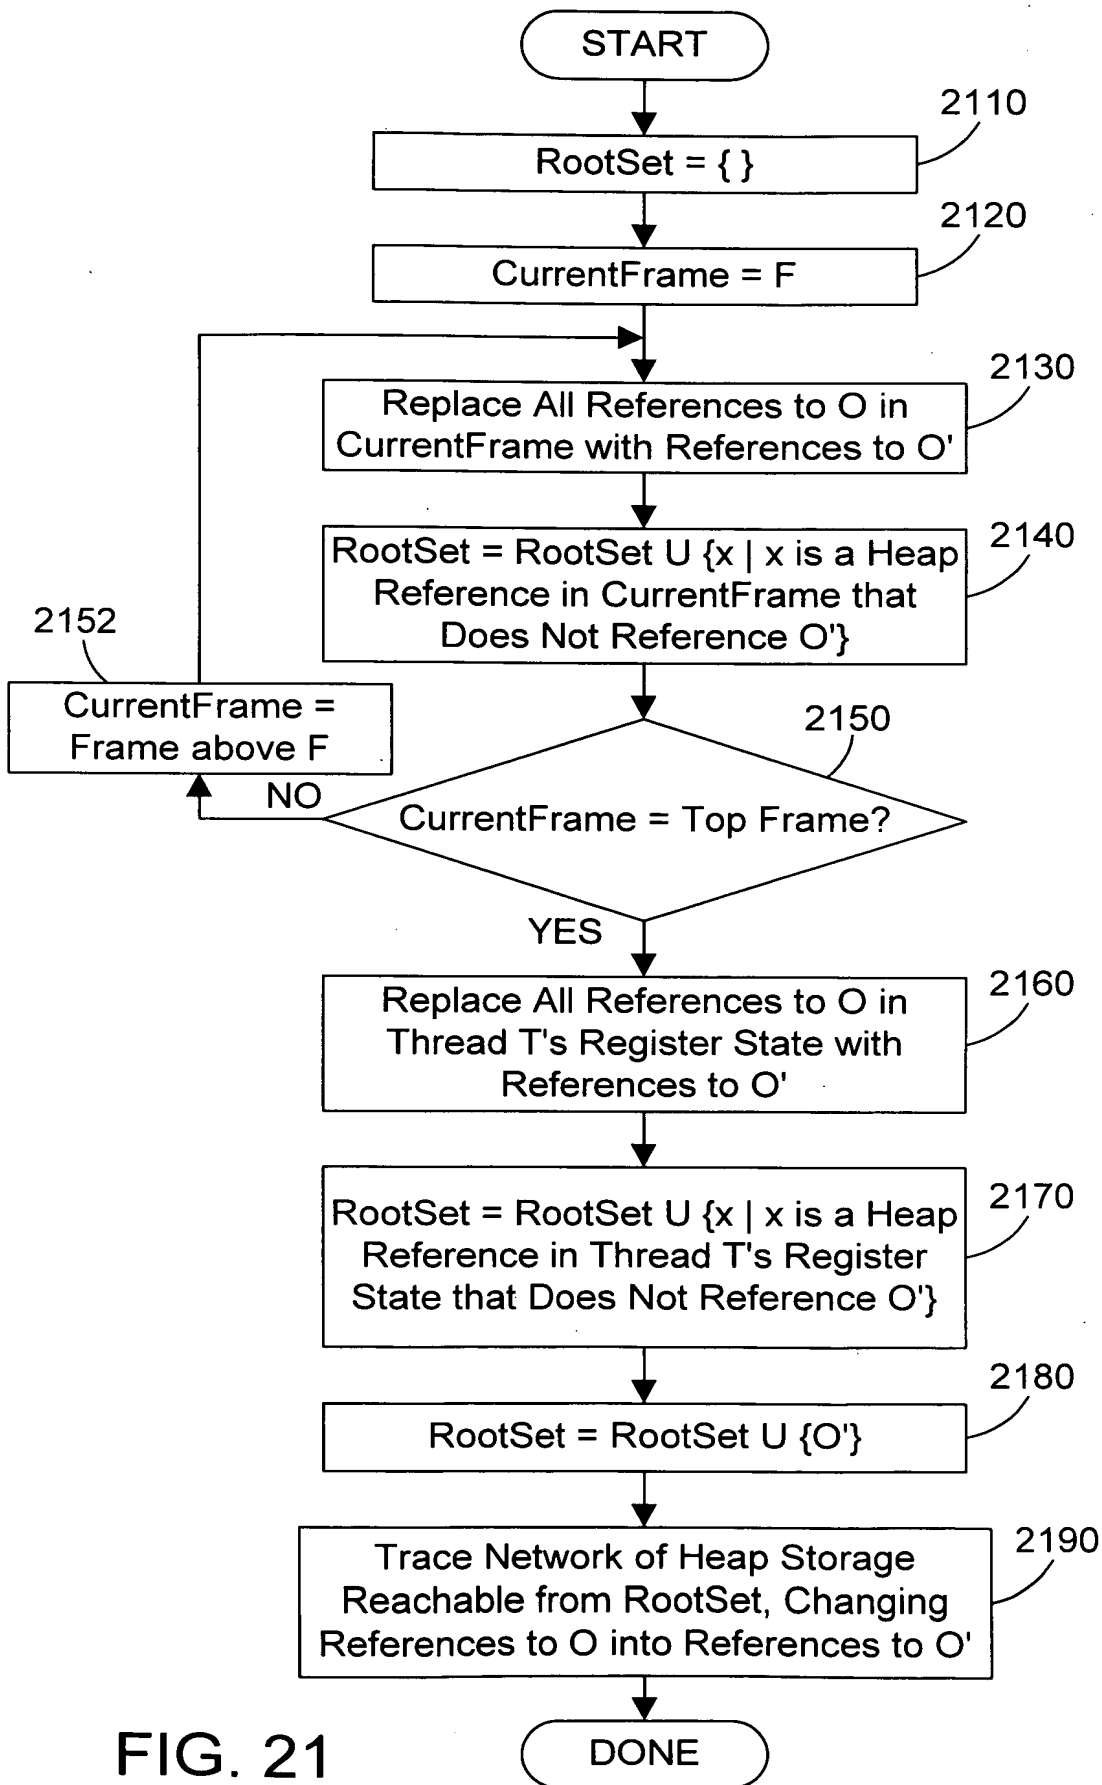 START
2110
RootSet = { }
2120
CurrentFrame = F
2130
Replace All References to O in
CurrentFrame with References to O'
2140
RootSet = RootSet U {x | x is a Heap
Reference in CurrentFrame that
Does Not Reference O'}
2152
CurrentFrame =
Frame above F
2150
NO
CurrentFrame = Top Frame?
YES
2160
Replace All References to O in
Thread T's Register State with
References to O'
2170
RootSet = RootSet U {x | x is a Heap
Reference in Thread T's Register
State that Does Not Reference O'}
2180
RootSet = RootSet U {O'}
2190
Trace Network of Heap Storage
Reachable from RootSet, Changing
References to O into References to O'
DONE
FIG. 21